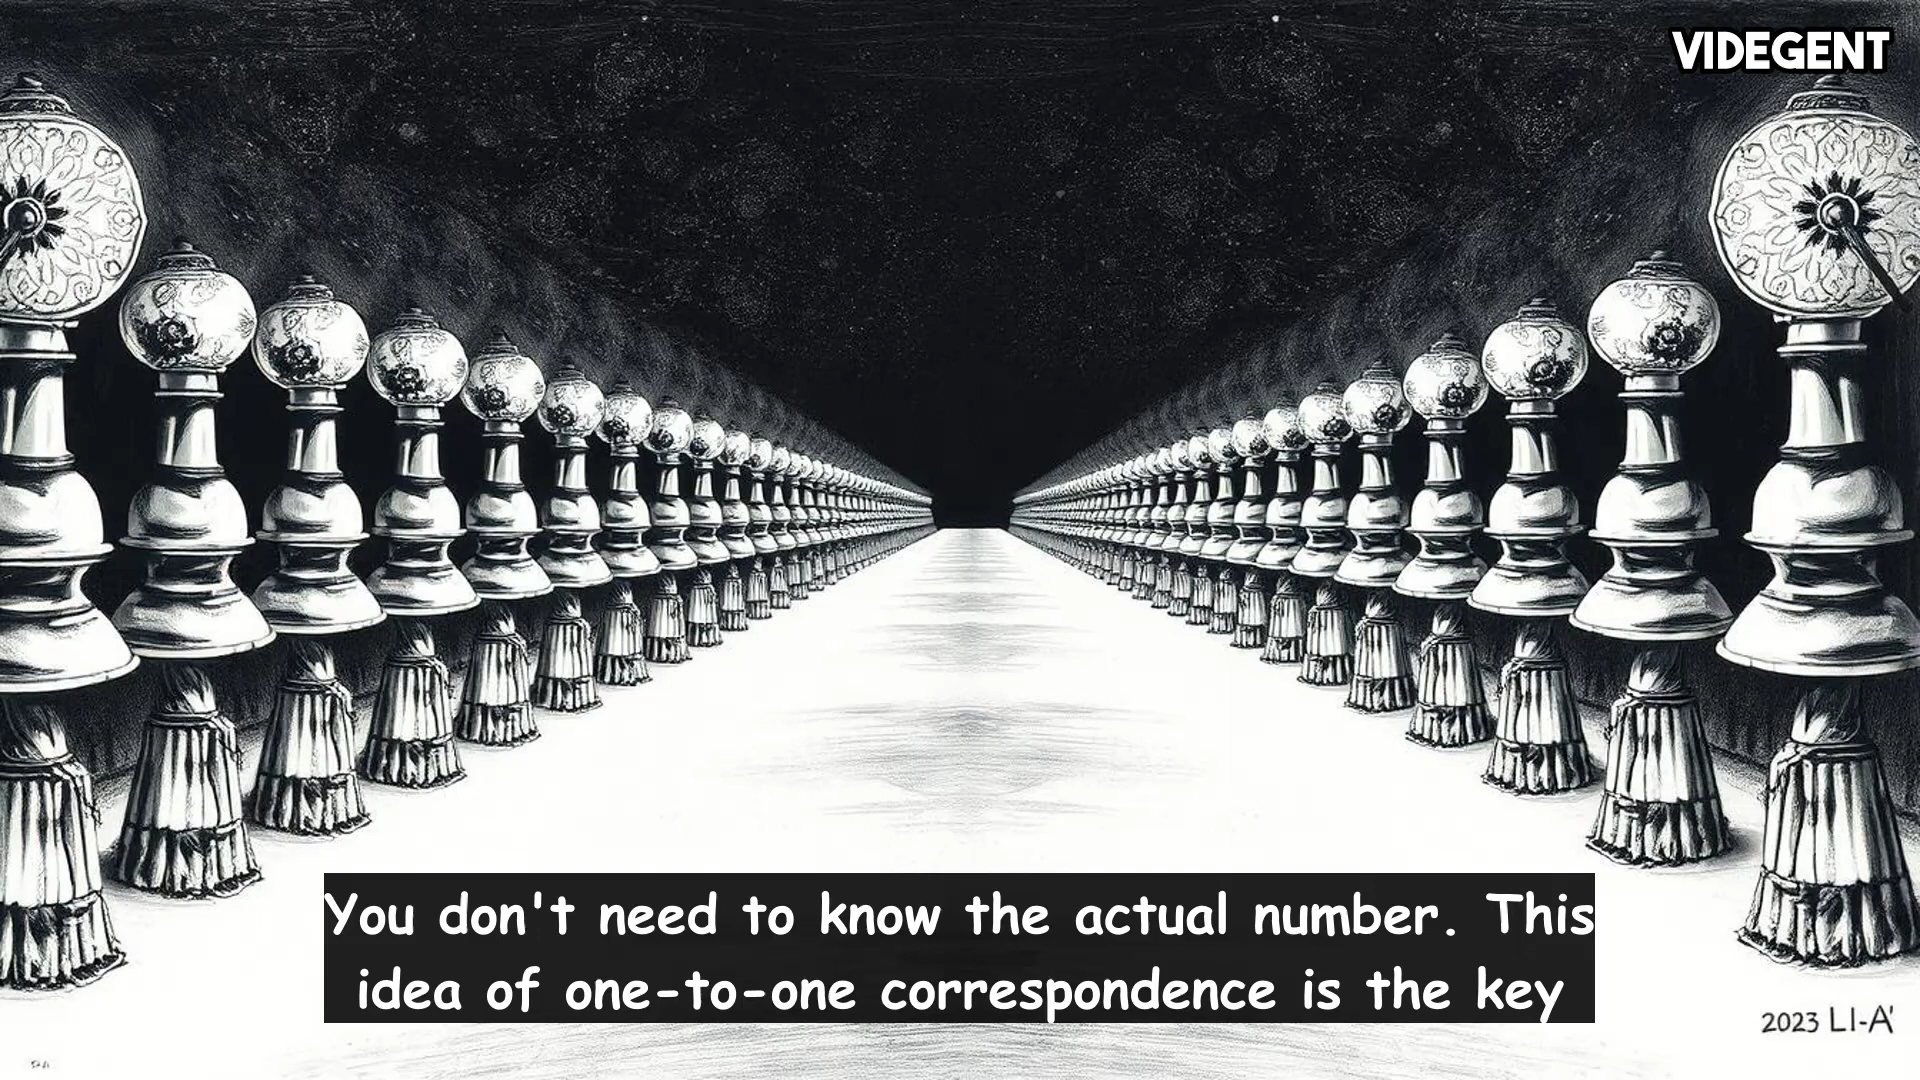 VIDEGENT
You don't need to know the actual number. This
idea of one-to-one correspondence is the key
2023 LI-A'